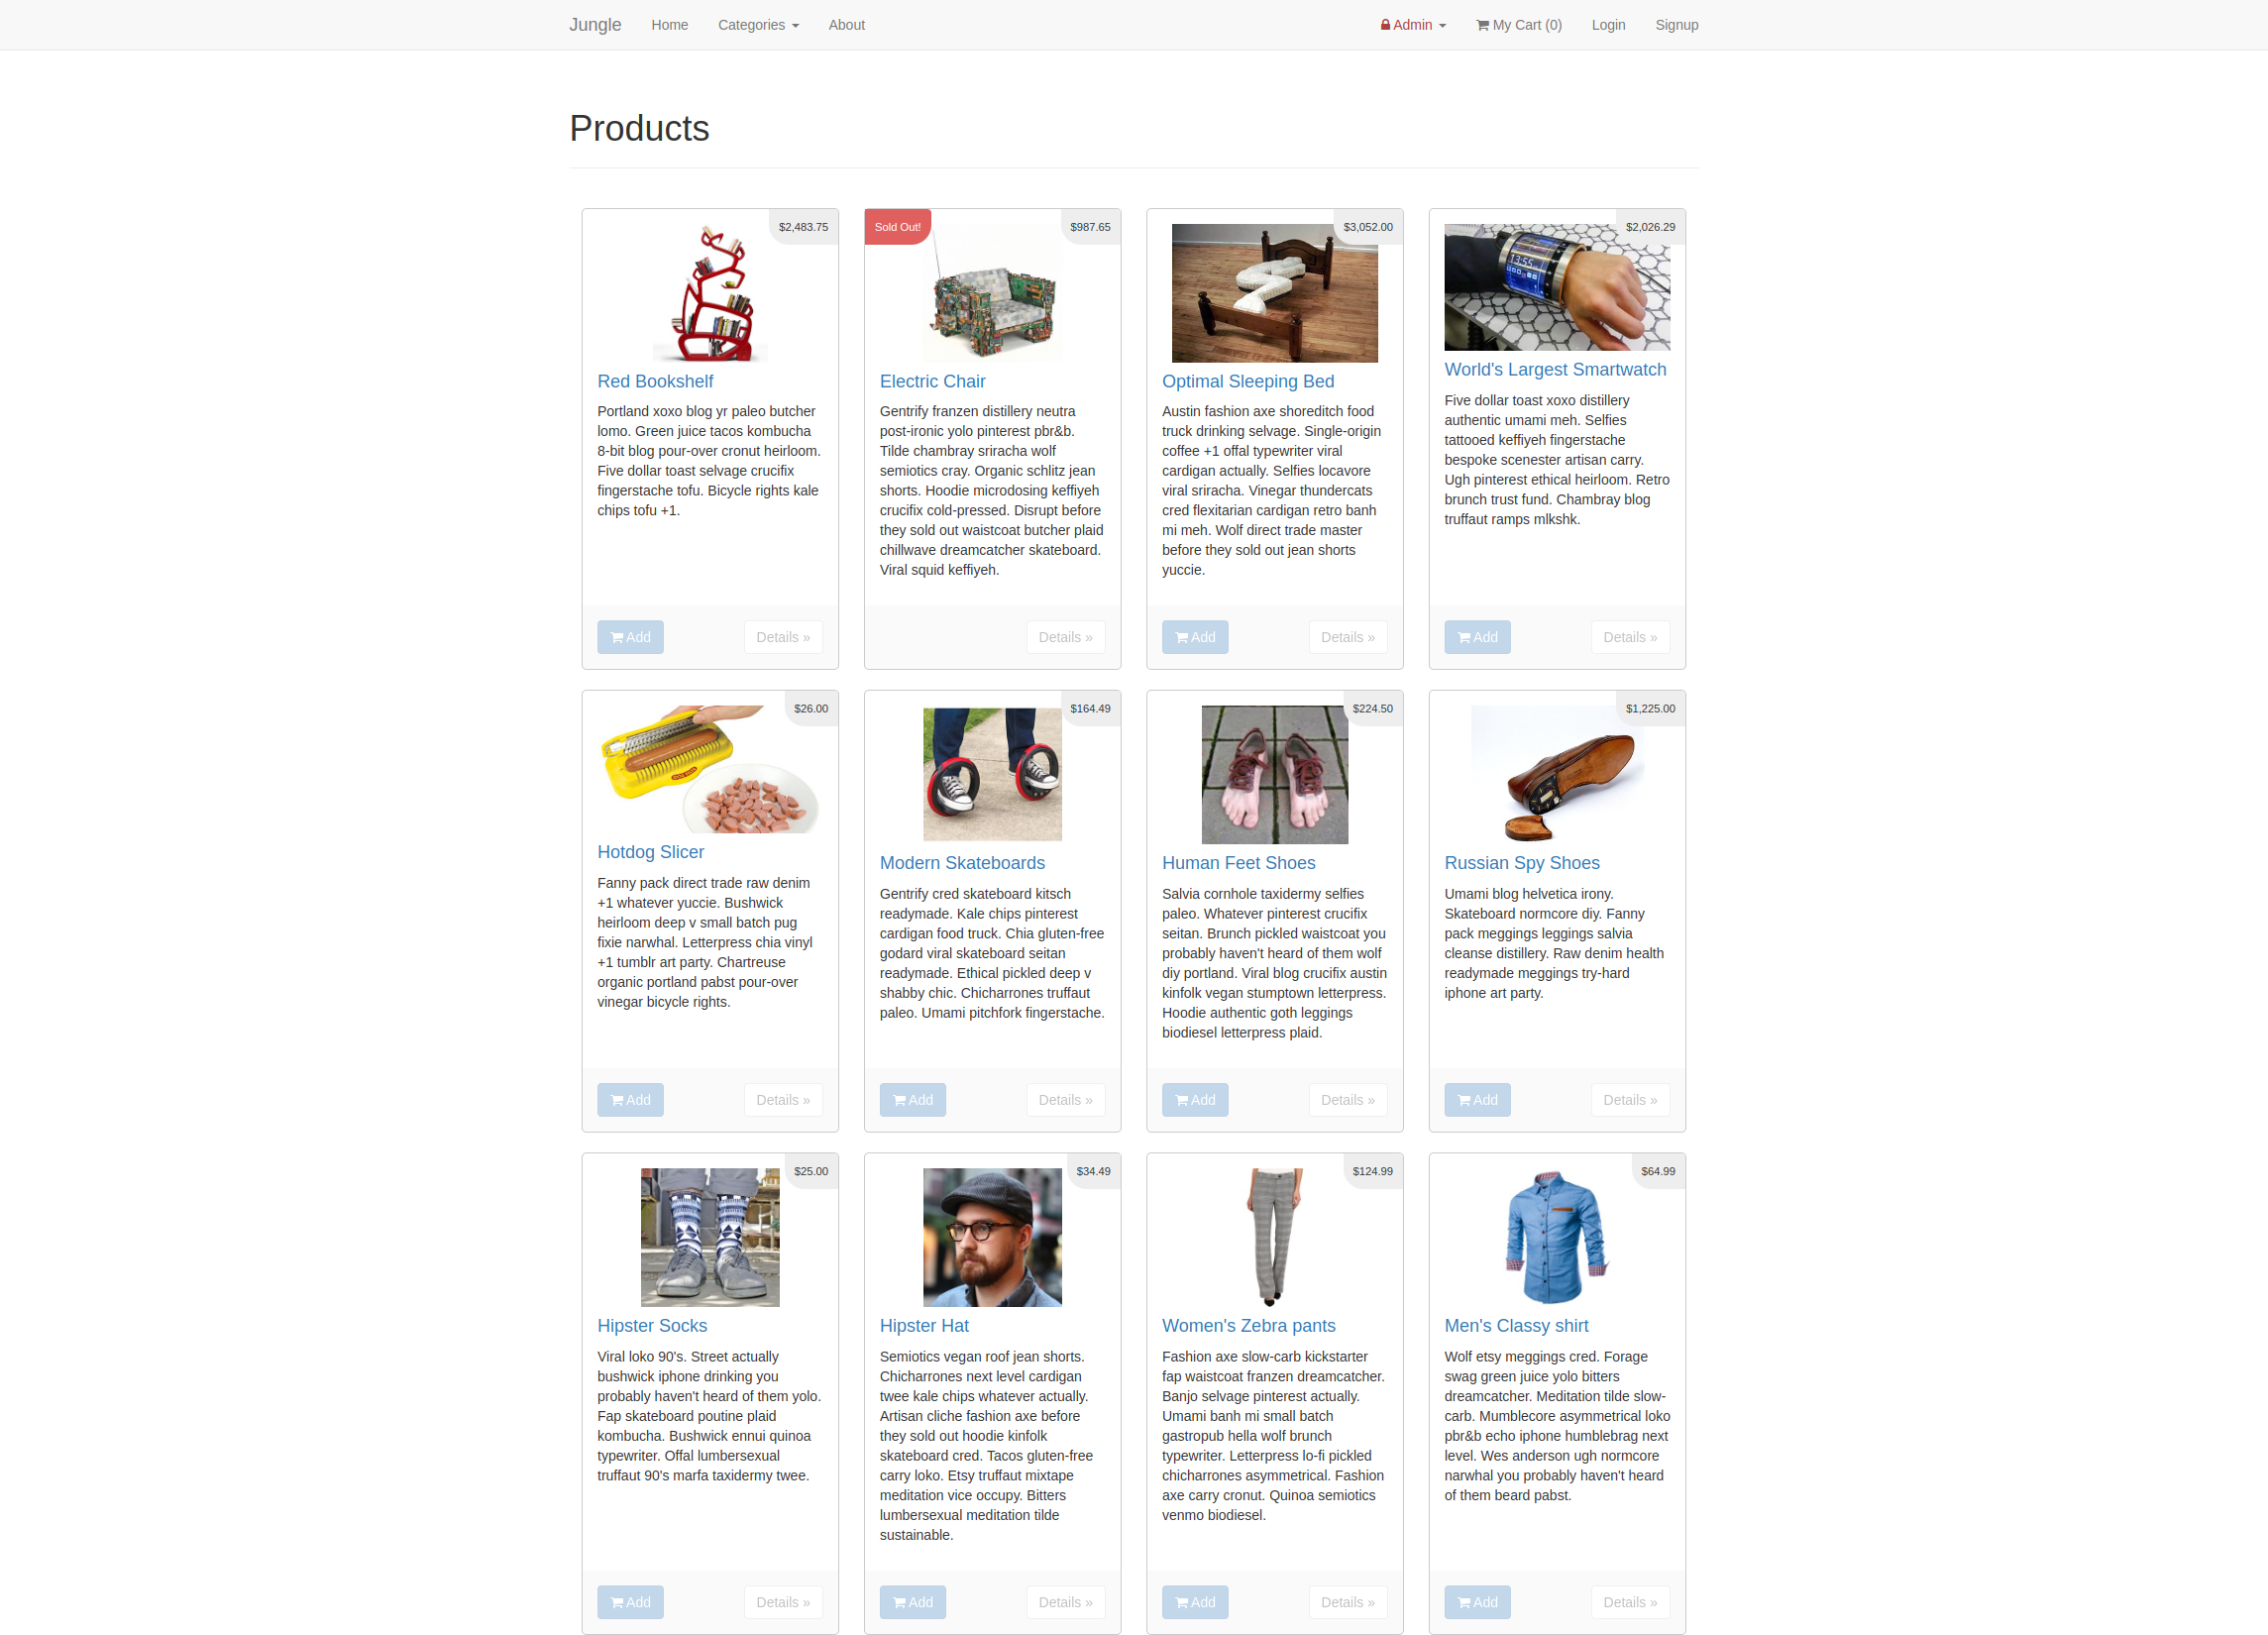 Jungle Home Categories About Admin My Cart (0) Login Signup
Products
$2,483.75
Red Bookshelf
Portland xoxo blog yr paleo butcher
lomo. Green juice tacos kombucha
8-bit blog pour-over cronut heirloom.
Five dollar toast selvage crucifix
fingerstache tofu. Bicycle rights kale
chips tofu +1.
Add Details »
Sold Out! $987.65
Electric Chair
Gentrify franzen distillery neutra
post-ironic yolo pinterest pbr&b.
Tilde chambray sriracha wolf
semiotics cray. Organic schlitz jean
shorts. Hoodie microdosing keffiyeh
crucifix cold-pressed. Disrupt before
they sold out waistcoat butcher plaid
chillwave dreamcatcher skateboard.
Viral squid keffiyeh.
Details »
$3,052.00
Optimal Sleeping Bed
Austin fashion axe shoreditch food
truck drinking selvage. Single-origin
coffee +1 offal typewriter viral
cardigan actually. Selfies locavore
viral sriracha. Vinegar thundercats
cred flexitarian cardigan retro banh
mi meh. Wolf direct trade master
before they sold out jean shorts
yuccie.
Add Details »
$2,026.29
13:55
World's Largest Smartwatch
Five dollar toast xoxo distillery
authentic umami meh. Selfies
tattooed keffiyeh fingerstache
bespoke scenester artisan carry.
Ugh pinterest ethical heirloom. Retro
brunch trust fund. Chambray blog
truffaut ramps mlkshk.
Add Details »
$26.00
Hotdog Slicer
Fanny pack direct trade raw denim
+1 whatever yuccie. Bushwick
heirloom deep v small batch pug
fixie narwhal. Letterpress chia vinyl
+1 tumblr art party. Chartreuse
organic portland pabst pour-over
vinegar bicycle rights.
Add Details »
$164.49
Modern Skateboards
Gentrify cred skateboard kitsch
readymade. Kale chips pinterest
cardigan food truck. Chia gluten-free
godard viral skateboard seitan
readymade. Ethical pickled deep v
shabby chic. Chicharrones truffaut
paleo. Umami pitchfork fingerstache.
Add Details »
$224.50
Human Feet Shoes
Salvia cornhole taxidermy selfies
paleo. Whatever pinterest crucifix
seitan. Brunch pickled waistcoat you
probably haven't heard of them wolf
diy portland. Viral blog crucifix austin
kinfolk vegan stumptown letterpress.
Hoodie authentic goth leggings
biodiesel letterpress plaid.
Add Details »
$1,225.00
Russian Spy Shoes
Umami blog helvetica irony.
Skateboard normcore diy. Fanny
pack meggings leggings salvia
cleanse distillery. Raw denim health
readymade meggings try-hard
iphone art party.
Add Details »
$25.00
Hipster Socks
Viral loko 90's. Street actually
bushwick iphone drinking you
probably haven't heard of them yolo.
Fap skateboard poutine plaid
kombucha. Bushwick ennui quinoa
typewriter. Offal lumbersexual
truffaut 90's marfa taxidermy twee.
Add Details »
$34.49
Hipster Hat
Semiotics vegan roof jean shorts.
Chicharrones next level cardigan
twee kale chips whatever actually.
Artisan cliche fashion axe before
they sold out hoodie kinfolk
skateboard cred. Tacos gluten-free
carry loko. Etsy truffaut mixtape
meditation vice occupy. Bitters
lumbersexual meditation tilde
sustainable.
Add Details »
$124.99
Women's Zebra pants
Fashion axe slow-carb kickstarter
fap waistcoat franzen dreamcatcher.
Banjo selvage pinterest actually.
Umami banh mi small batch
gastropub hella wolf brunch
typewriter. Letterpress lo-fi pickled
chicharrones asymmetrical. Fashion
axe carry cronut. Quinoa semiotics
venmo biodiesel.
Add Details »
$64.99
Men's Classy shirt
Wolf etsy meggings cred. Forage
swag green juice yolo bitters
dreamcatcher. Meditation tilde slow-
carb. Mumblecore asymmetrical loko
pbr&b echo iphone humblebrag next
level. Wes anderson ugh normcore
narwhal you probably haven't heard
of them beard pabst.
Add Details »